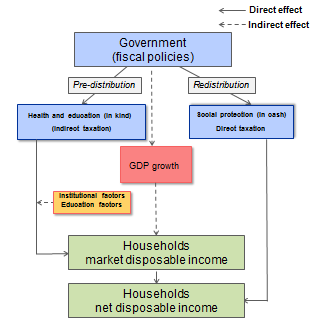 Direct effect
Indirect effect
Government
(fiscal policies)
Pre-distribution
Redistribution
Health and education (in kind)
(indirect taxation)
Social protection (in cash)
Direct taxation
GDP growth
Institutional factors
Education factors
Households
market disposable income
Households
net disposable income